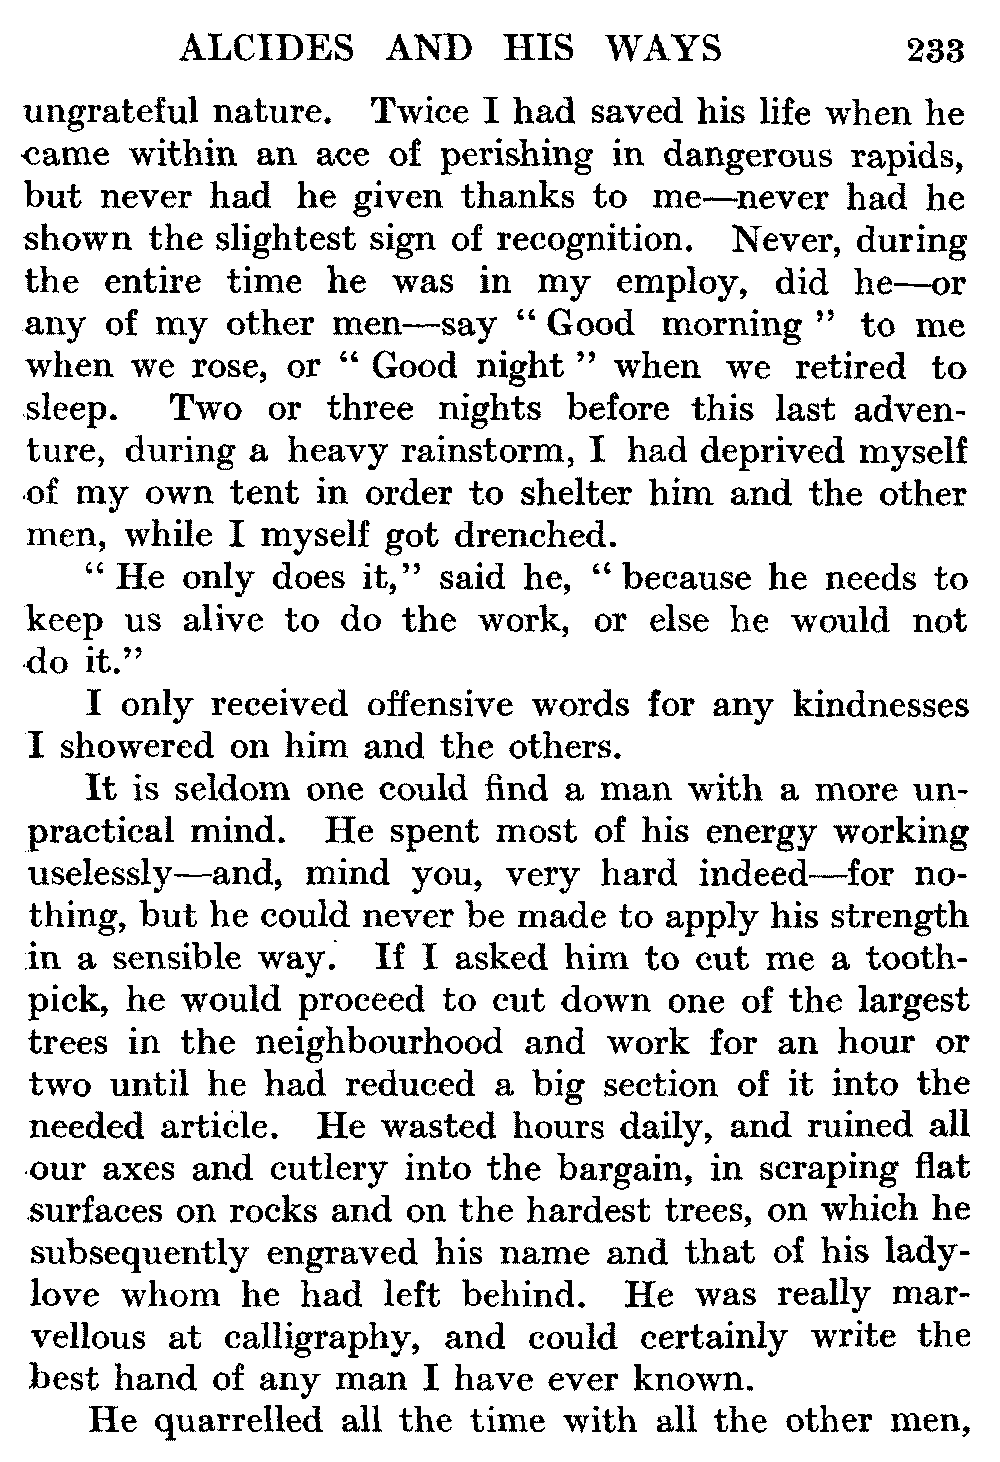 ALCIDES AND HIS WAYS 233
ungrateful nature. Twice I had saved his life when he
came within an ace of perishing in dangerous rapids,
but never had he given thanks to me—never had he
shown the slightest sign of recognition. Never, during
the entire time he was in my employ, did he—or
any of my other men—say “ Good morning ” to me
when we rose, or “ Good night ” when we retired to
sleep. Two or three nights before this last adven-
ture, during a heavy rainstorm, I had deprived myself
of my own tent in order to shelter him and the other
men, while I myself got drenched.
“ He only does it,” said he, “ because he needs to
keep us alive to do the work, or else he would not
do it.”
I only received offensive words for any kindnesses
I showered on him and the others.
It is seldom one could find a man with a more un-
practical mind. He spent most of his energy working
uselessly—and, mind you, very hard indeed—for no-
thing, but he could never be made to apply his strength
in a sensible way. If I asked him to cut me a tooth-
pick, he would proceed to cut down one of the largest
trees in the neighbourhood and work for an hour or
two until he had reduced a big section of it into the
needed article. He wasted hours daily, and ruined all
our axes and cutlery into the bargain, in scraping flat
surfaces on rocks and on the hardest trees, on which he
subsequently engraved his name and that of his lady-
love whom he had left behind. He was really mar-
vellous at calligraphy, and could certainly write the
best hand of any man I have ever known.
He quarrelled all the time with all the other men,